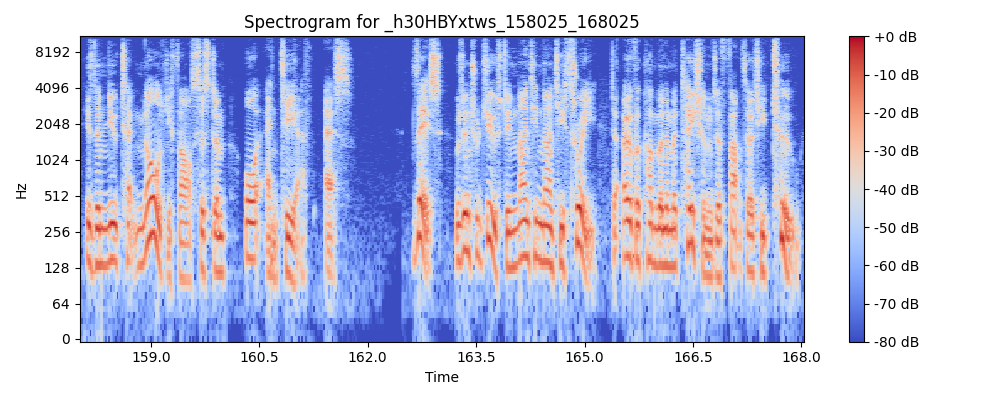 Spectrogram for _h30HBYxtws_158025_168025
8192
4096
2048
1024
512
256
128
64
0
Hz
159.0 160.5 162.0 163.5 165.0 166.5 168.0
Time
+0 dB
-10 dB
-20 dB
-30 dB
-40 dB
-50 dB
-60 dB
-70 dB
-80 dB